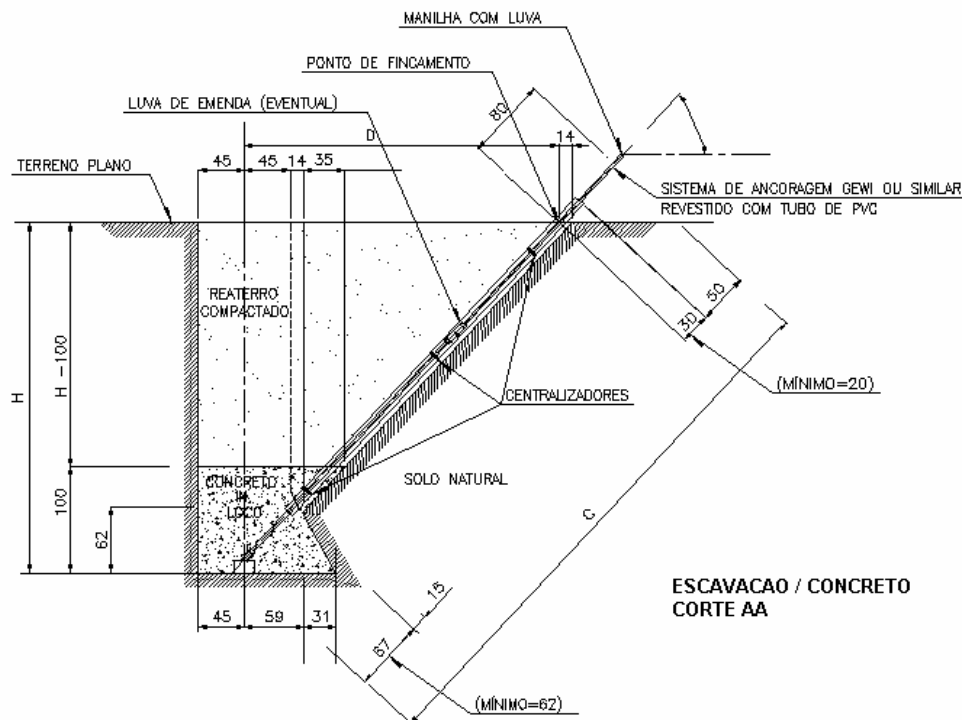 MANILHA COM LUVA
PONTO DE FINCAMENTO
LUVA DE EMENDA (EVENTUAL)
80
D
14
45
45
14
35
TERRENO PLANO
SISTEMA DE ANCORAGEM GEWI OU SIMILAR
REVESTIDO COM TUBO DE PVC
REATERRO
COMPACTADO
50
30
H
H -100
(MÍNIMO=20)
CENTRALIZADORES
CONCRETO
IN
LOCO
SOLO NATURAL
100
62
C
ESCAVACAO / CONCRETO
CORTE AA
15
45
59
31
67
(MÍNIMO=62)